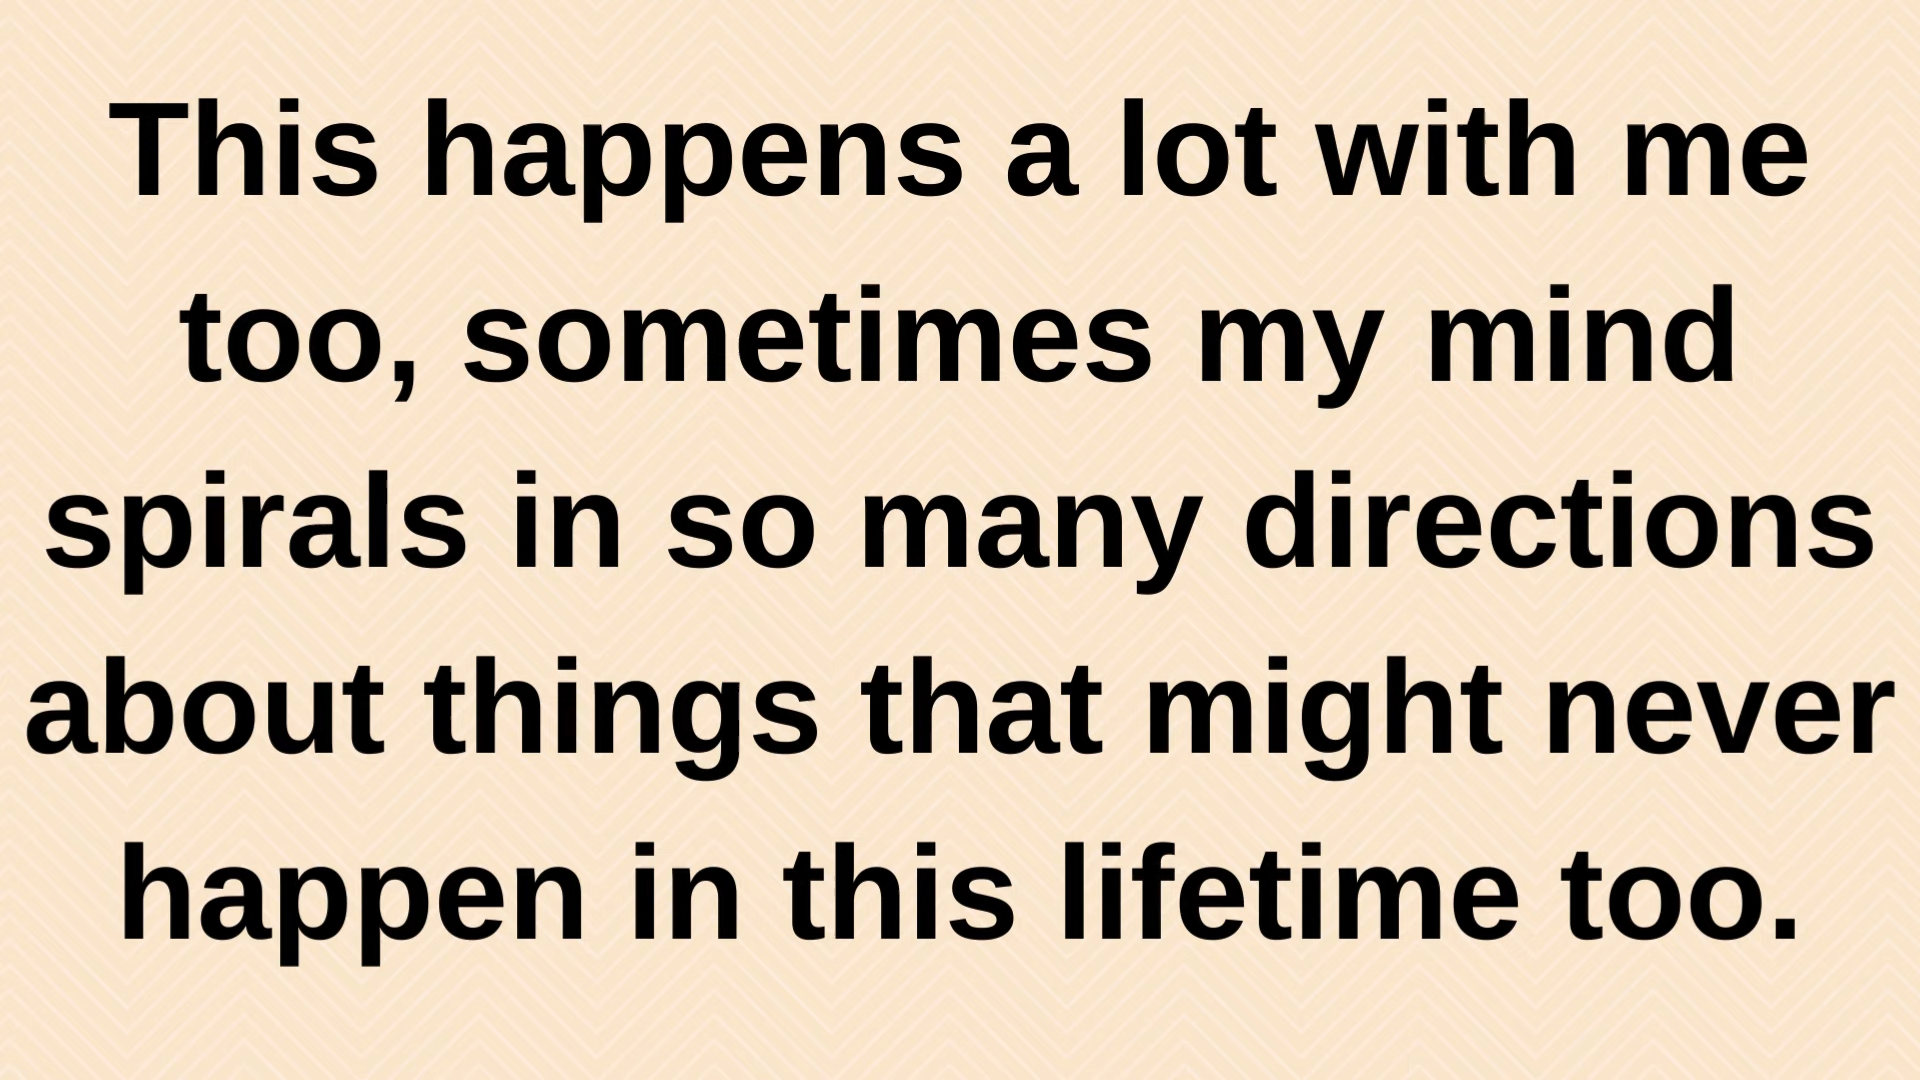 This happens a lot with me
too, sometimes my mind
spirals in so many directions
about things that might never
happen in this lifetime too.